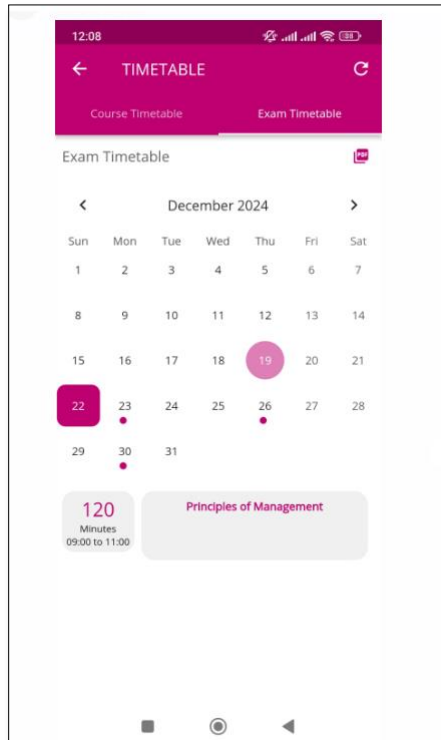 12:08
TIMETABLE
Course Timetable Exam Timetable
Exam Timetable PDF
December 2024
Sun Mon Tue Wed Thu Fri Sat
1 2 3 4 5 6 7
8 9 10 11 12 13 14
15 16 17 18 19 20 21
22 23 24 25 26 27 28
29 30 31
120
Minutes
09:00 to 11:00
Principles of Management